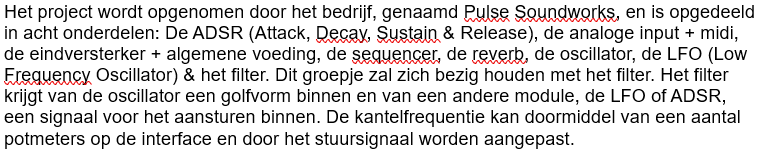 Het project wordt opgenomen door het bedrijf, genaamd Pulse Soundworks, en is opgedeeld
in acht onderdelen: De ADSR (Attack, Decay, Sustain & Release), de analoge input + midi,
de eindversterker + algemene voeding, de sequencer, de reverb, de oscillator, de LFO (Low
Frequency Oscillator) & het filter. Dit groepje zal zich bezig houden met het filter. Het filter
krijgt van de oscillator een golfvorm binnen en van een andere module, de LFO of ADSR,
een signaal voor het aansturen binnen. De kantelfrequentie kan doormiddel van een aantal
potmeters op de interface en door het stuursignaal worden aangepast.